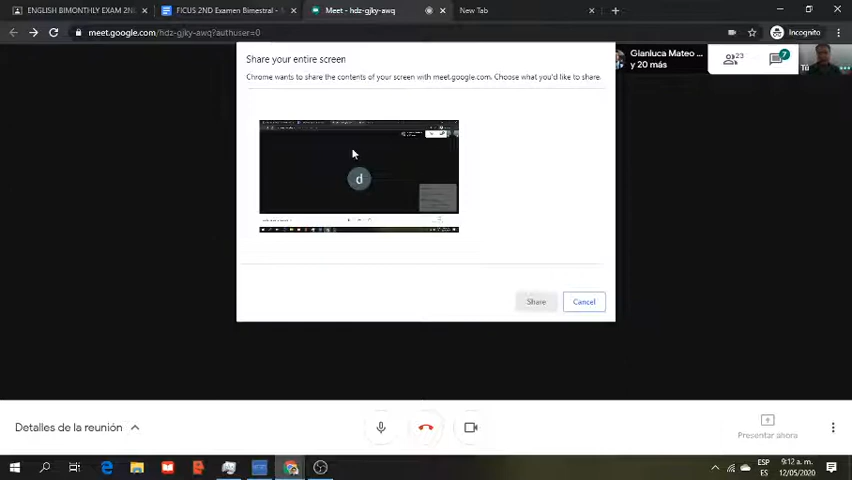 ENGLISH BIMONTHLY EXAM 2N
FICUS 2ND Examen Bimestral -
Meet - hdz-gjky-awq
New Tab
meet.google.com/hdz-gjky-awq?authuser=0
Incognito
Share your entire screen
Chrome wants to share the contents of your screen with meet.google.com. Choose what you'd like to share.
Gianluca Mateo ...
y 20 más
23
7
Tú
d
Share
Cancel
Detalles de la reunión
Presentar ahora
ESP
ES
9:12 a. m.
12/05/2020